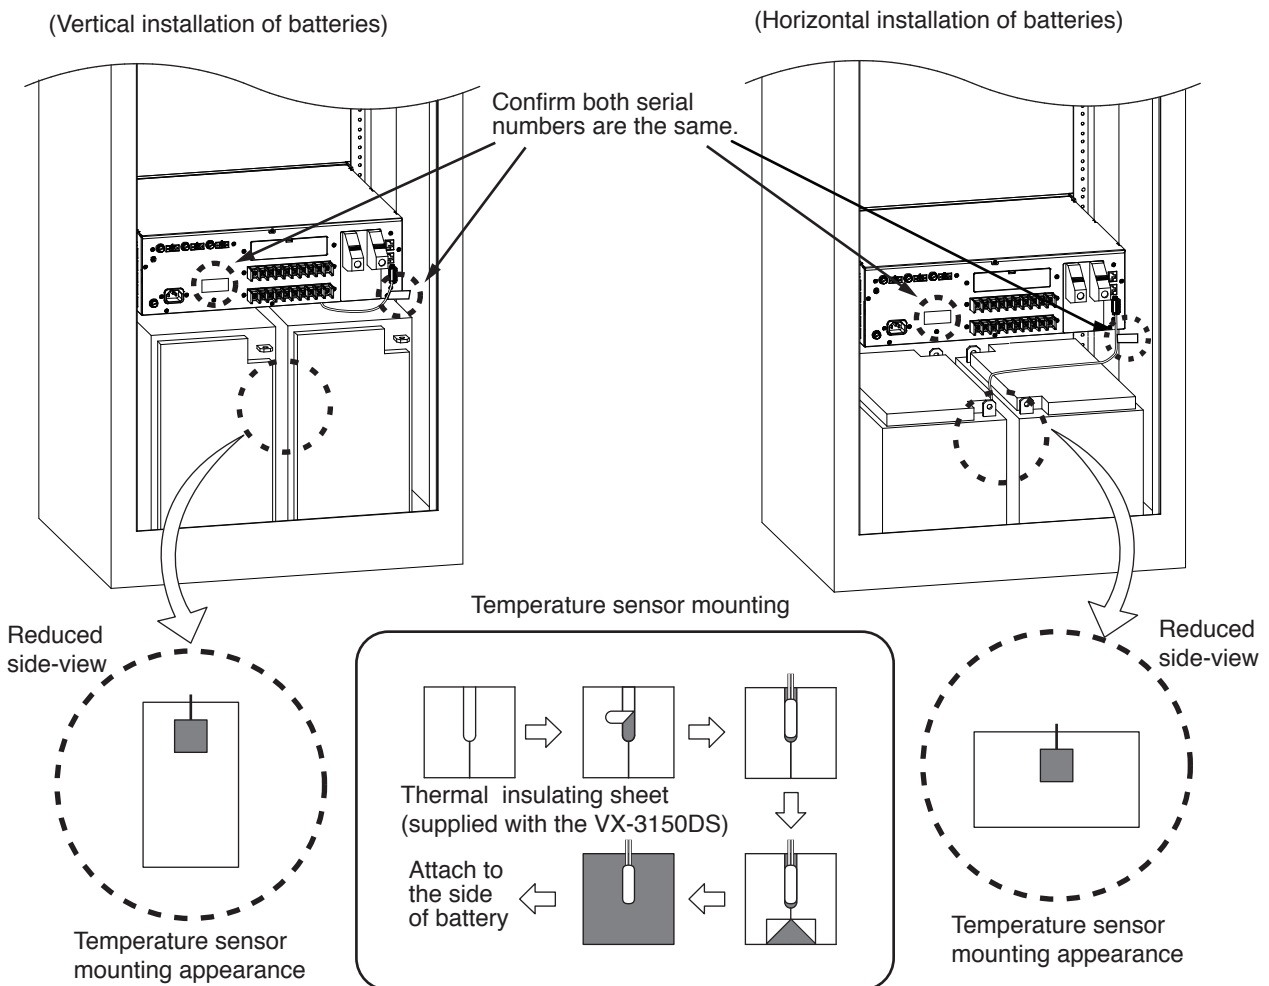 (Vertical installation of batteries)
(Horizontal installation of batteries)
Confirm both serial
numbers are the same.
Temperature sensor mounting
Reduced
side-view
Reduced
side-view
Thermal insulating sheet
(supplied with the VX-3150DS)
Attach to
the side
of battery
Temperature sensor
mounting appearance
Temperature sensor
mounting appearance